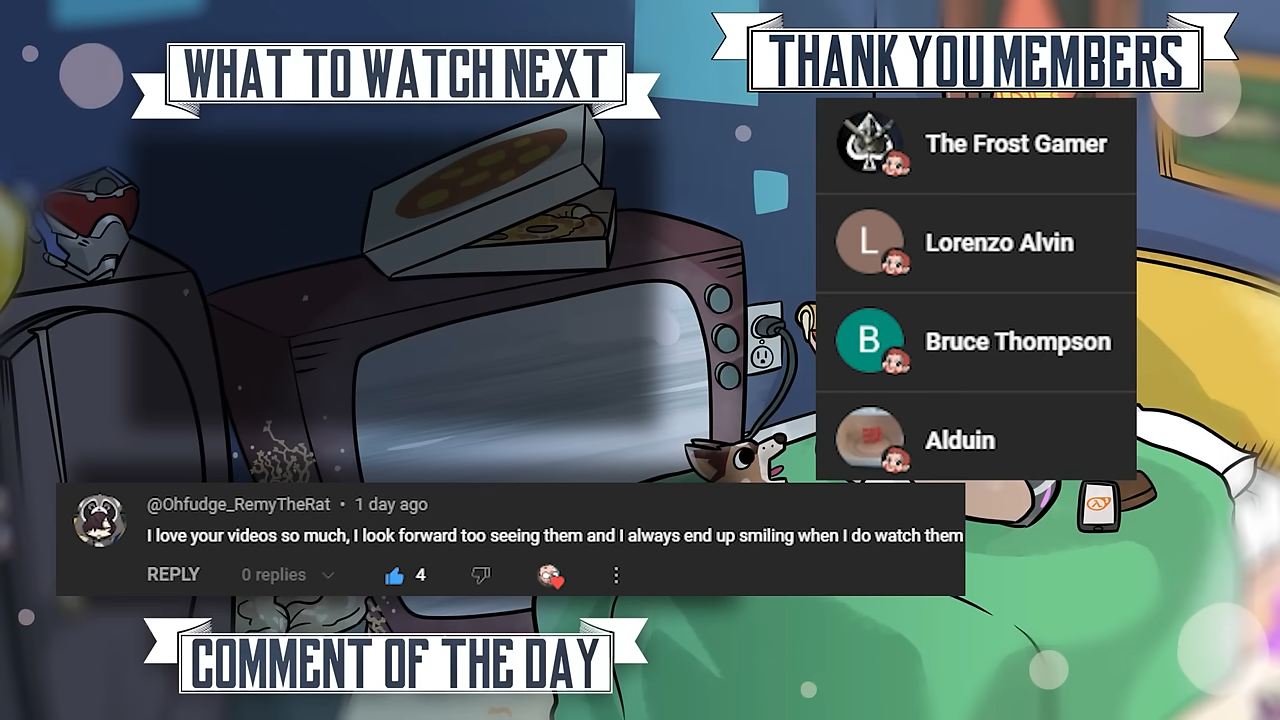 WHAT TO WATCH NEXT
THANK YOU MEMBERS
The Frost Gamer
L
Lorenzo Alvin
B
Bruce Thompson
Alduin
@Ohfudge_RemyTheRat • 1 day ago
I love your videos so much, I look forward too seeing them and I always end up smiling when I do watch them
REPLY 0 replies 4
COMMENT OF THE DAY